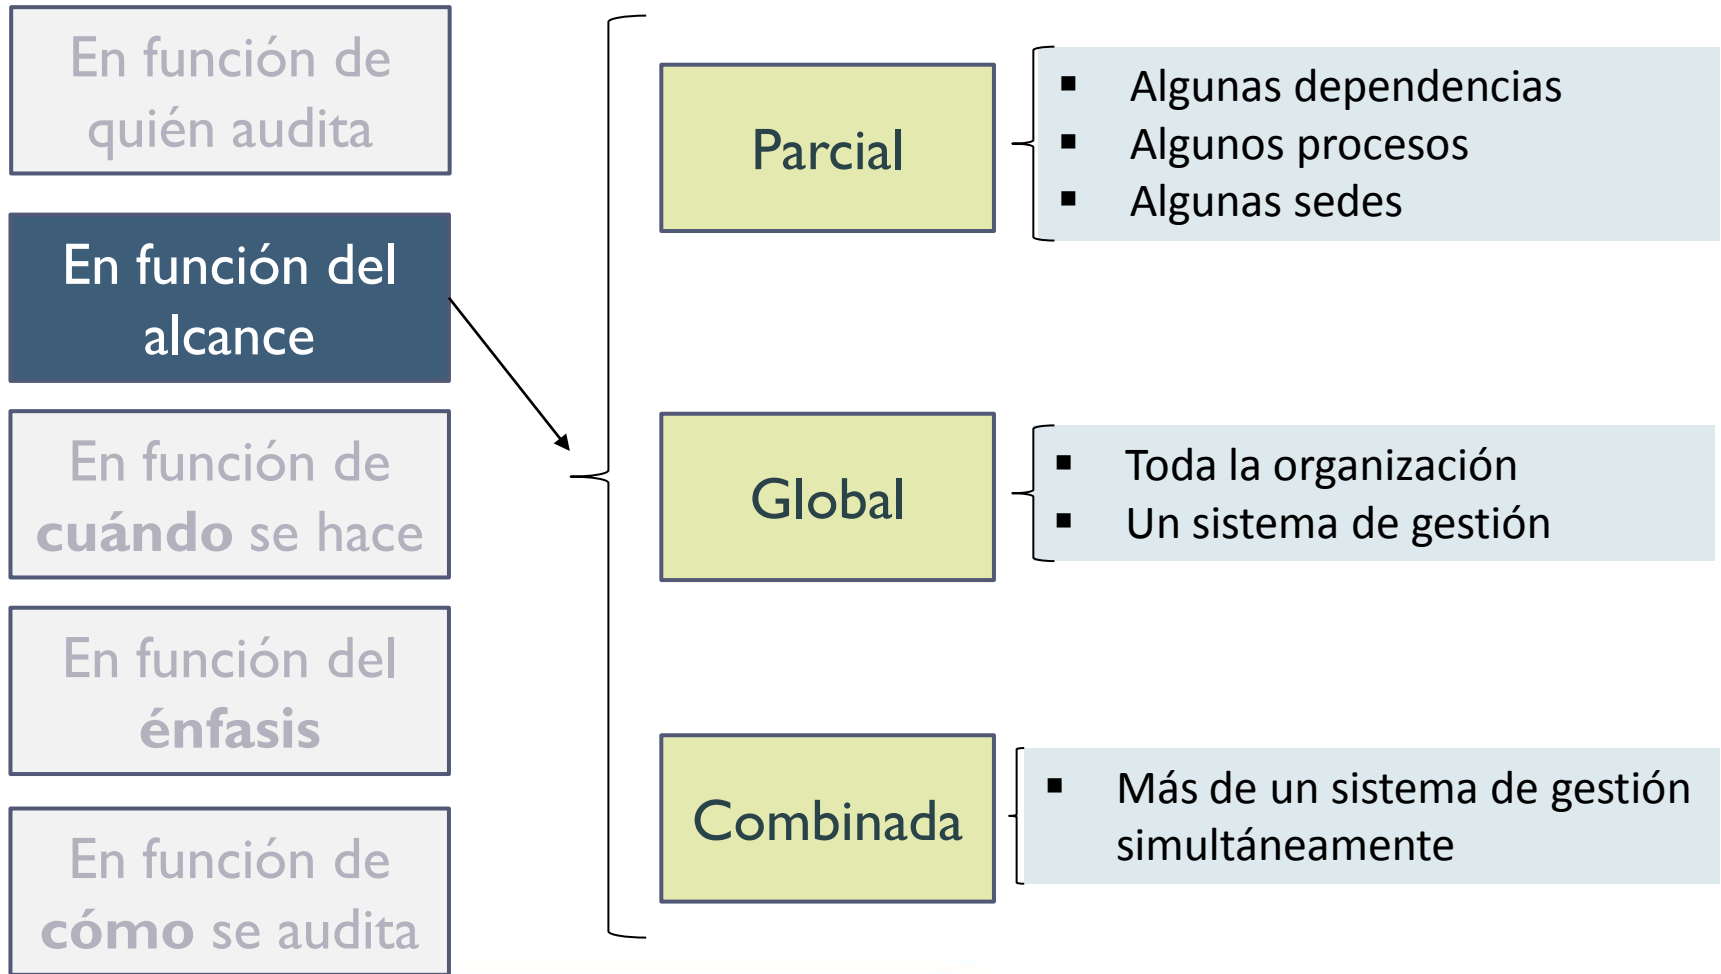 En función de
quién audita
En función del
alcance
En función de
cuándo se hace
En función del
énfasis
En función de
cómo se audita
Parcial
▪ Algunas dependencias
▪ Algunos procesos
▪ Algunas sedes
Global
▪ Toda la organización
▪ Un sistema de gestión
Combinada
▪ Más de un sistema de gestión
simultáneamente